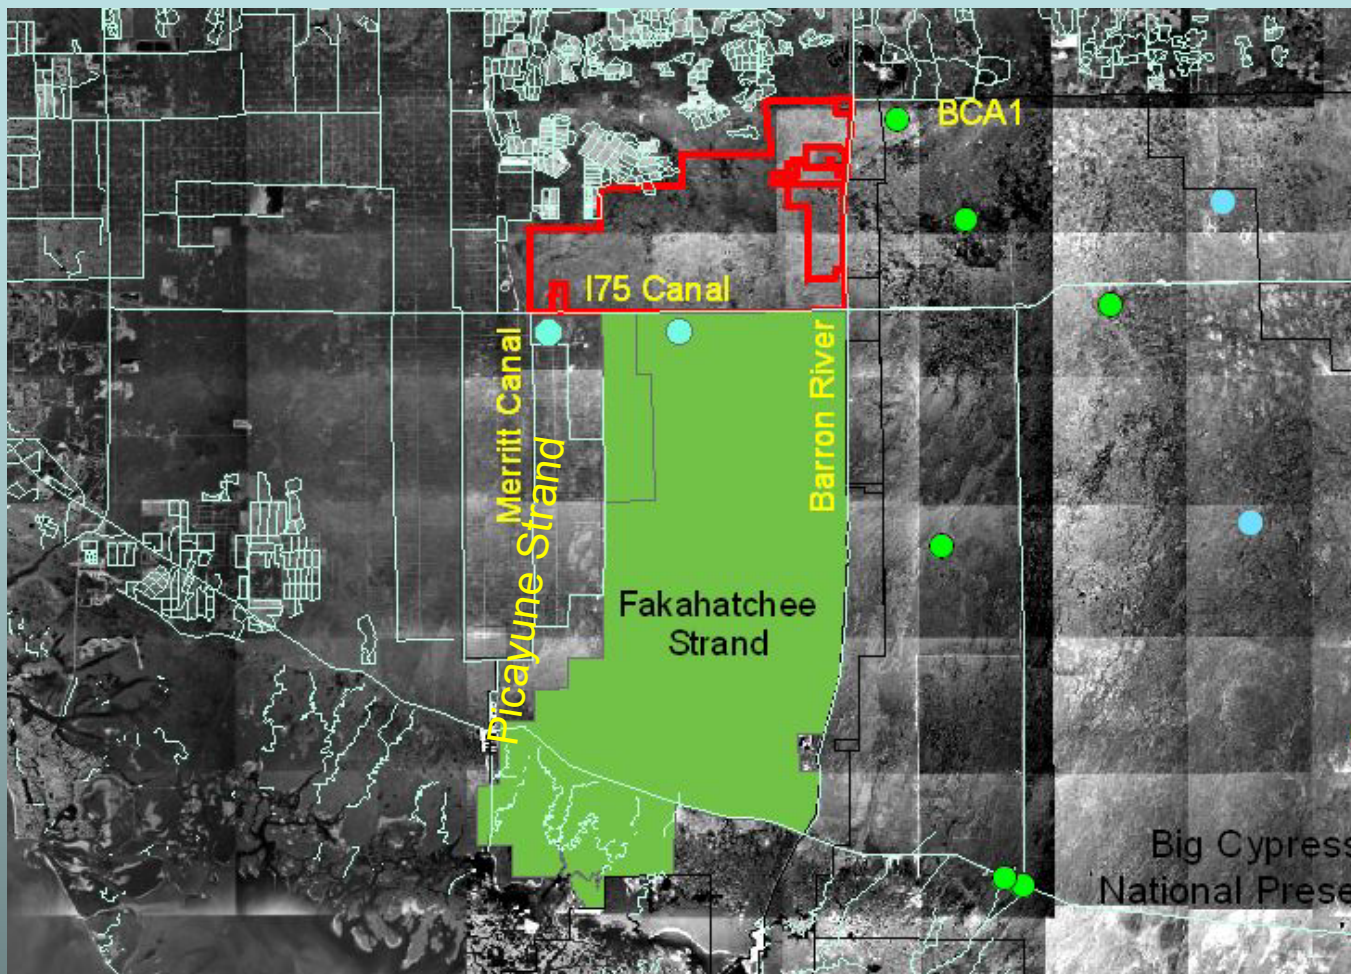 BCA1
I75 Canal
Merritt Canal
Picayune Strand
Barron River
Fakahatchee
Strand
Big Cypress
National Prese